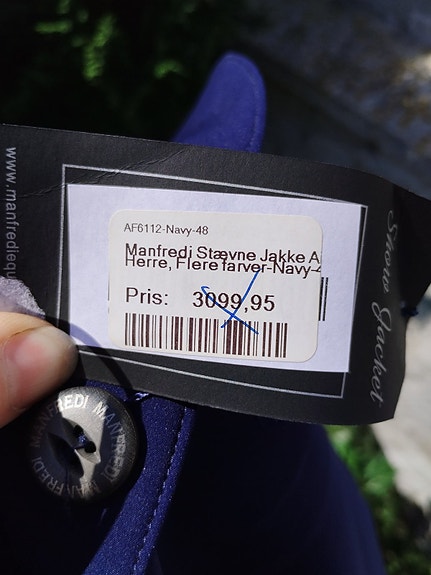 www.manfrediequ
AF6112-Navy-48
Manfredi Stævne Jakke A
Herre, Flere farver-Navy-4
Pris: 3099,95
Show Jacket
MANFREDI MANFREDI